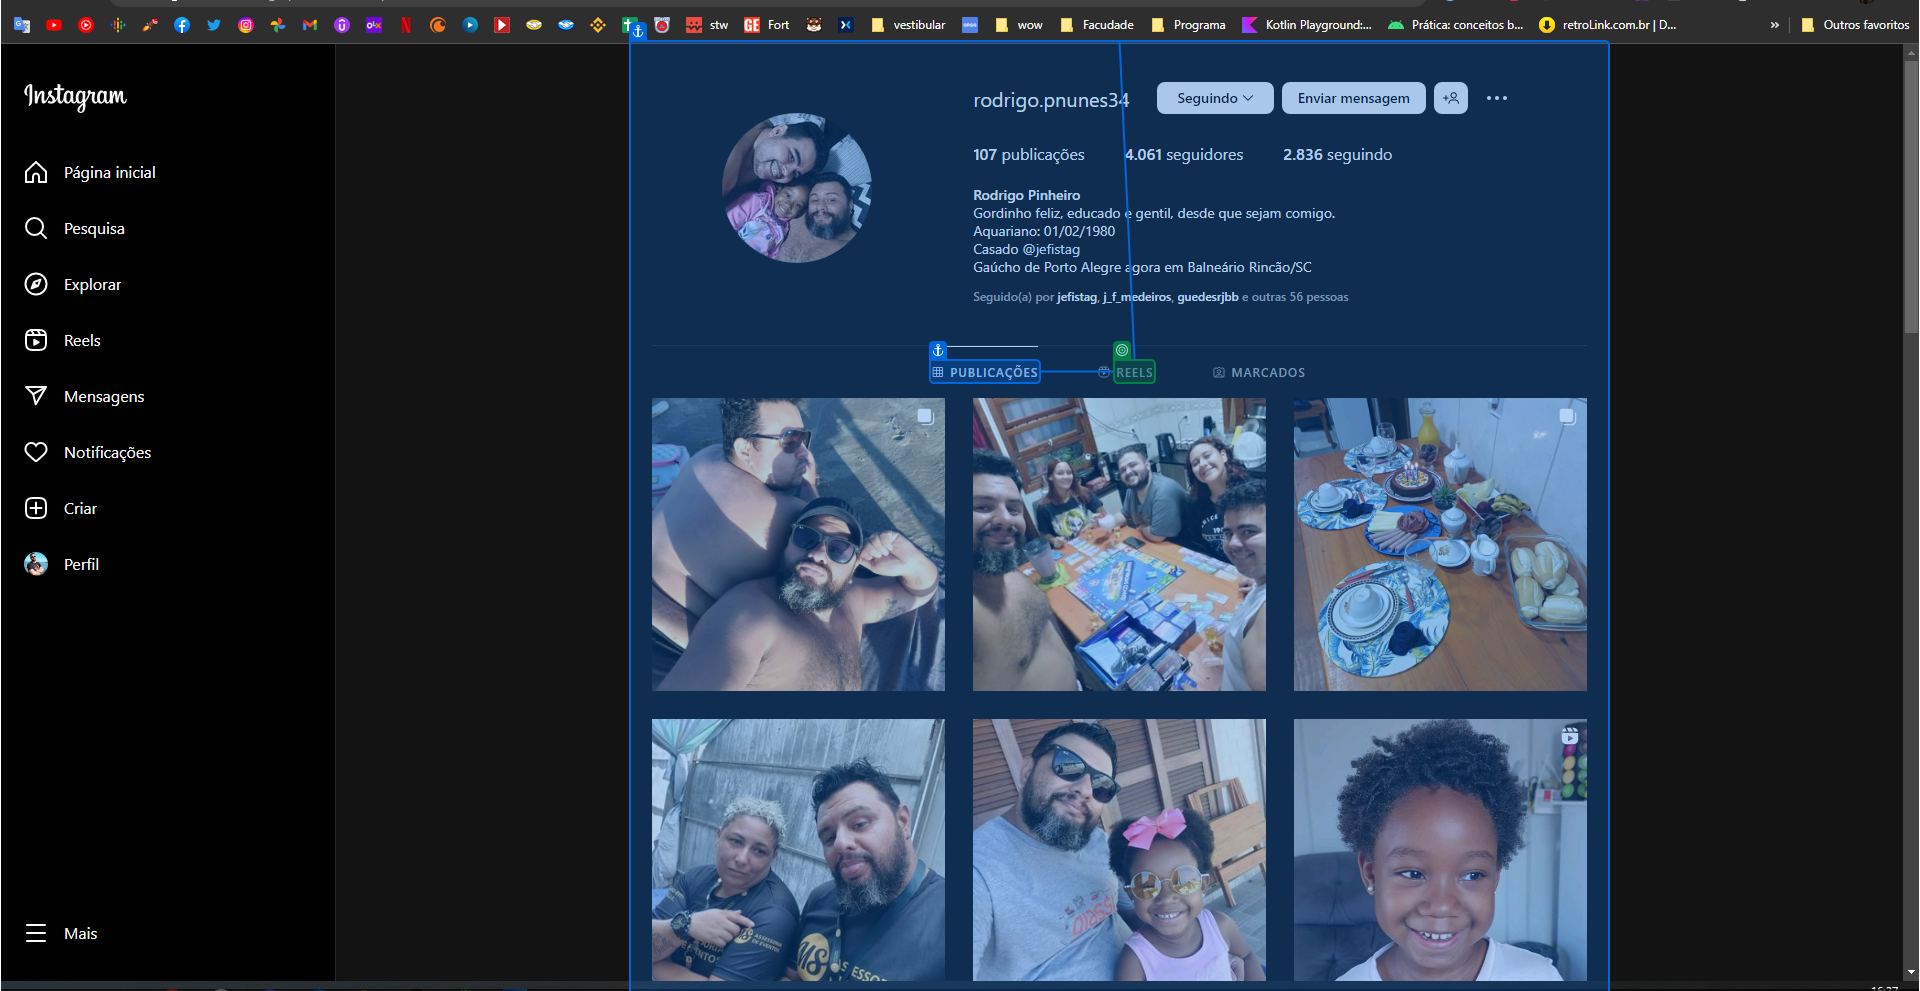 stw
Fort
vestibular
wow
Facudade
Programa
Kotlin Playground:...
Prática: conceitos b...
retroLink.com.br | D...
»
Outros favoritos
Instagram
Página inicial
Pesquisa
Explorar
Reels
Mensagens
Notificações
Criar
Perfil
Mais
rodrigo.pnunes34
Seguindo
Enviar mensagem
107 publicações
4.061 seguidores
2.836 seguindo
Rodrigo Pinheiro
Gordinho feliz, educado e gentil, desde que sejam comigo.
Aquariano: 01/02/1980
Casado @jefistag
Gaúcho de Porto Alegre agora em Balneário Rincão/SC
Seguido(a) por jefistag, j_f_medeiros, guedesrjbb e outras 56 pessoas
PUBLICAÇÕES
REELS
MARCADOS